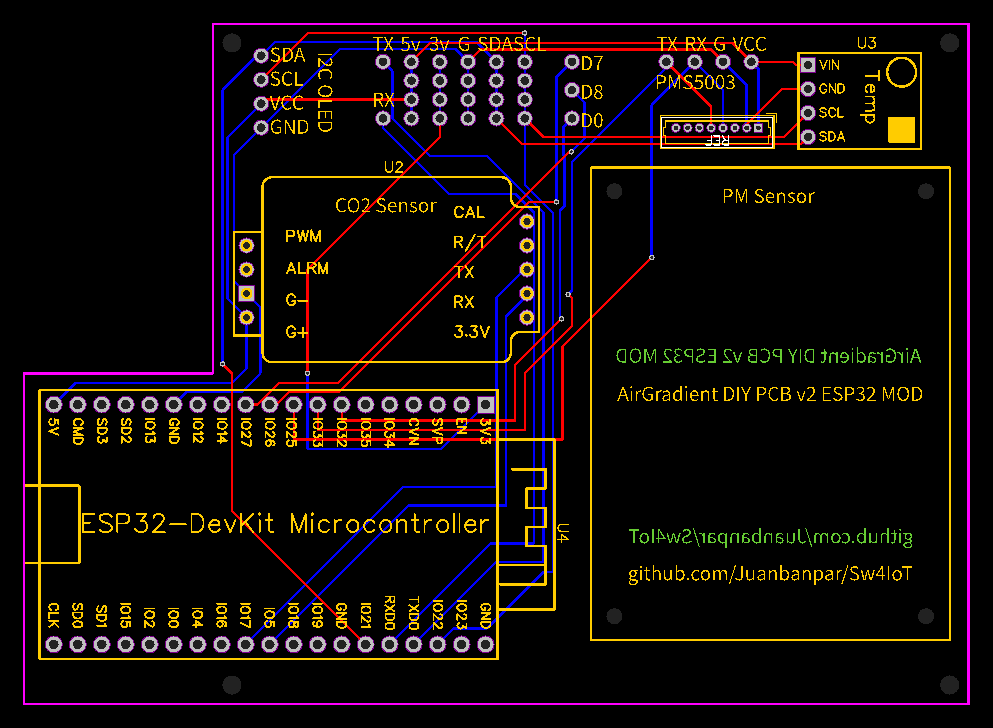 SDA
SCL
VCC
GND
I2C OLED
TX 5v 3v G SDA SCL
RX
D7
D8
D0
TX RX G VCC
PMS5003
REF
U3
VIN
GND
SCL
SDA
Temp
U2
CO2 Sensor
PWM
ALRM
G-
G+
CAL
R/T
TX
RX
3.3V
PM Sensor
AirGradient DIY PCB v2 ESP32 MOD
AirGradient DIY PCB v2 ESP32 MOD
github.com/Juanbanpar/Sw4IoT
github.com/Juanbanpar/Sw4IoT
5V CMD SD3 SD2 IO13 GND IO12 IO14 IO27 IO26 IO25 IO33 IO32 IO35 IO34 CVN SVP EN 3V3
ESP32-DevKit Microcontroller
U4
CLK SD0 SD1 IO15 IO2 IO0 IO4 IO16 IO17 IO5 IO18 IO19 GND IO21 RXD0 TXD0 IO22 IO23 GND